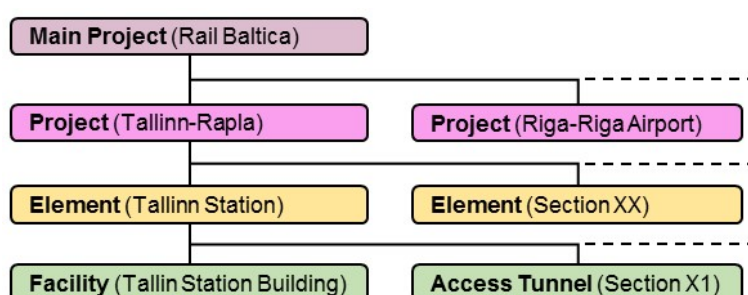 Main Project (Rail Baltica)
Project (Tallinn-Rapla)
Project (Riga-Riga Airport)
Element (Tallinn Station)
Element (Section XX)
Facility (Tallin Station Building)
Access Tunnel (Section X1)